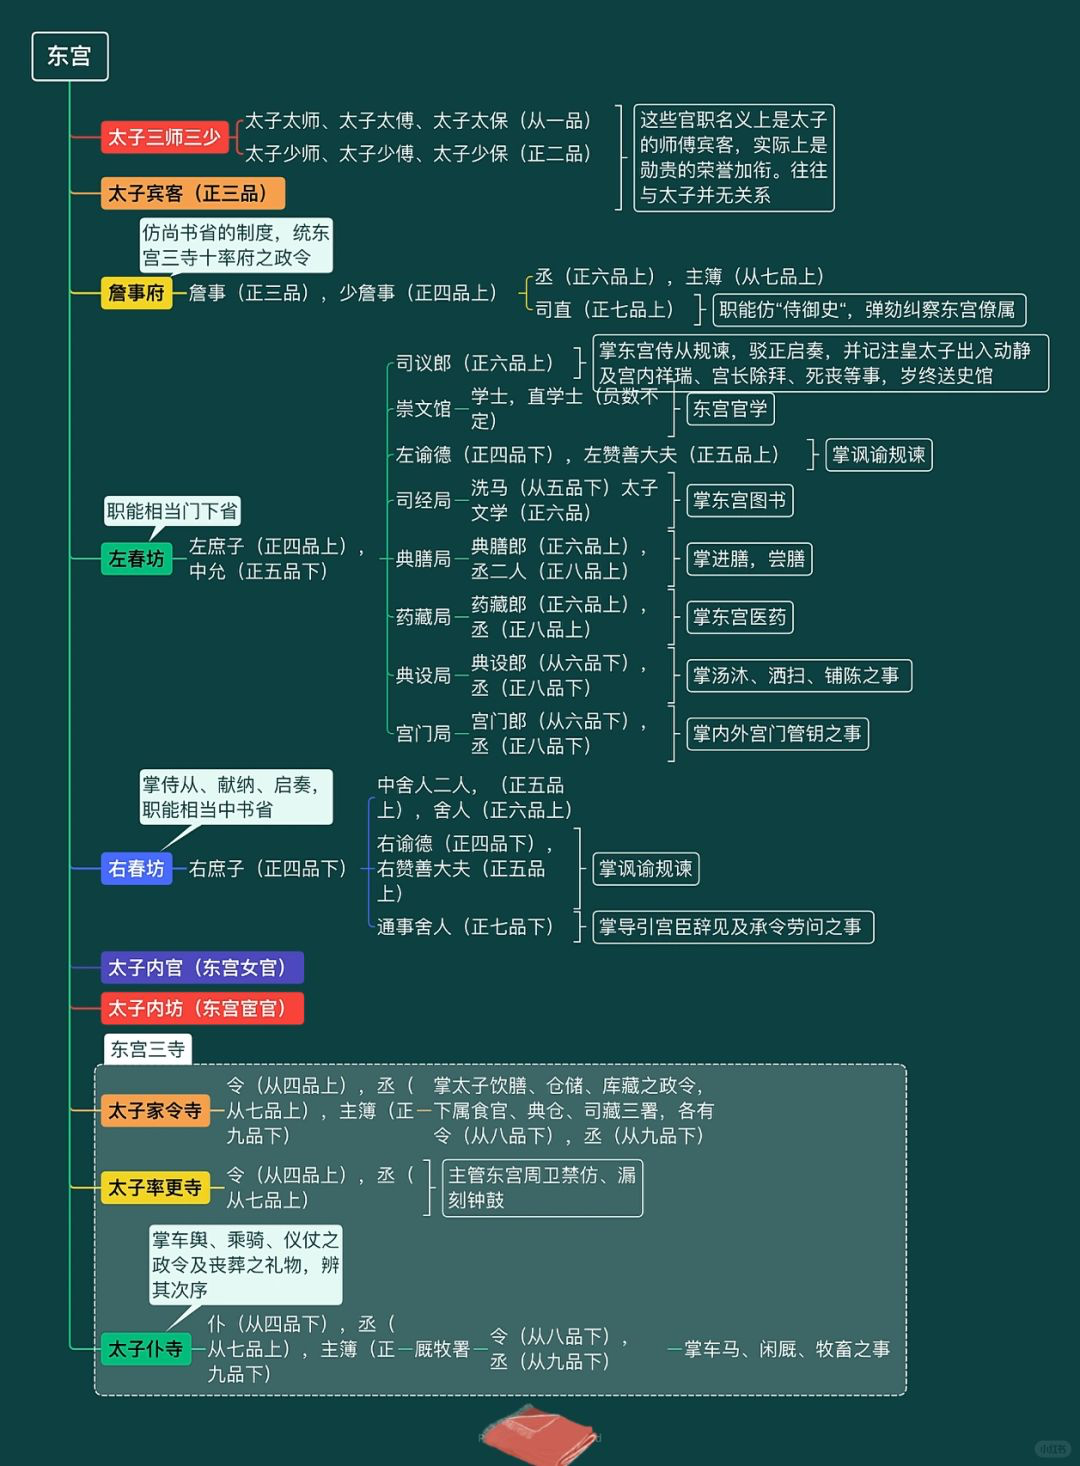 东宫
太子三师三少
太子太师、太子太傅、太子太保（从一品）
太子少师、太子少傅、太子少保（正二品）
这些官职名义上是太子
的师傅宾客，实际上是
勋贵的荣誉加衔。往往
与太子并无关系
太子宾客（正三品）
仿尚书省的制度，统东
宫三寺十率府之政令
詹事府
詹事（正三品），少詹事（正四品上）
丞（正六品上），主簿（从七品上）
司直（正七品上）
职能仿“侍御史“，弹劾纠察东宫僚属
职能相当门下省
左春坊
左庶子（正四品上），
中允（正五品下）
司议郎（正六品上）
掌东宫侍从规谏，驳正启奏，并记注皇太子出入动静
及宫内祥瑞、宫长除拜、死丧等事，岁终送史馆
崇文馆
学士，直学士（员数不
定）
东宫官学
左谕德（正四品下），左赞善大夫（正五品上）
掌讽谕规谏
司经局
洗马（从五品下）太子
文学（正六品）
掌东宫图书
典膳局
典膳郎（正六品上），
丞二人（正八品上）
掌进膳，尝膳
药藏局
药藏郎（正六品上），
丞（正八品上）
掌东宫医药
典设局
典设郎（从六品下），
丞（正八品下）
掌汤沐、洒扫、铺陈之事
宫门局
宫门郎（从六品下），
丞（正八品下）
掌内外宫门管钥之事
掌侍从、献纳、启奏，
职能相当中书省
右春坊
右庶子（正四品下）
中舍人二人，（正五品
上），舍人（正六品上）
右谕德（正四品下），
右赞善大夫（正五品
上）
掌讽谕规谏
通事舍人（正七品下）
掌导引宫臣辞见及承令劳问之事
太子内官（东宫女官）
太子内坊（东宫宦官）
东宫三寺
太子家令寺
令（从四品上），丞（
从七品上），主簿（正
九品下）
掌太子饮膳、仓储、库藏之政令，
下属食官、典仓、司藏三署，各有
令（从八品下），丞（从九品下）
太子率更寺
令（从四品上），丞（
从七品上）
主管东宫周卫禁仿、漏
刻钟鼓
掌车舆、乘骑、仪仗之
政令及丧葬之礼物，辨
其次序
太子仆寺
仆（从四品下），丞（
从七品上），主簿（正
九品下）
厩牧署
令（从八品下），
丞（从九品下）
掌车马、闲厩、牧畜之事
小红书